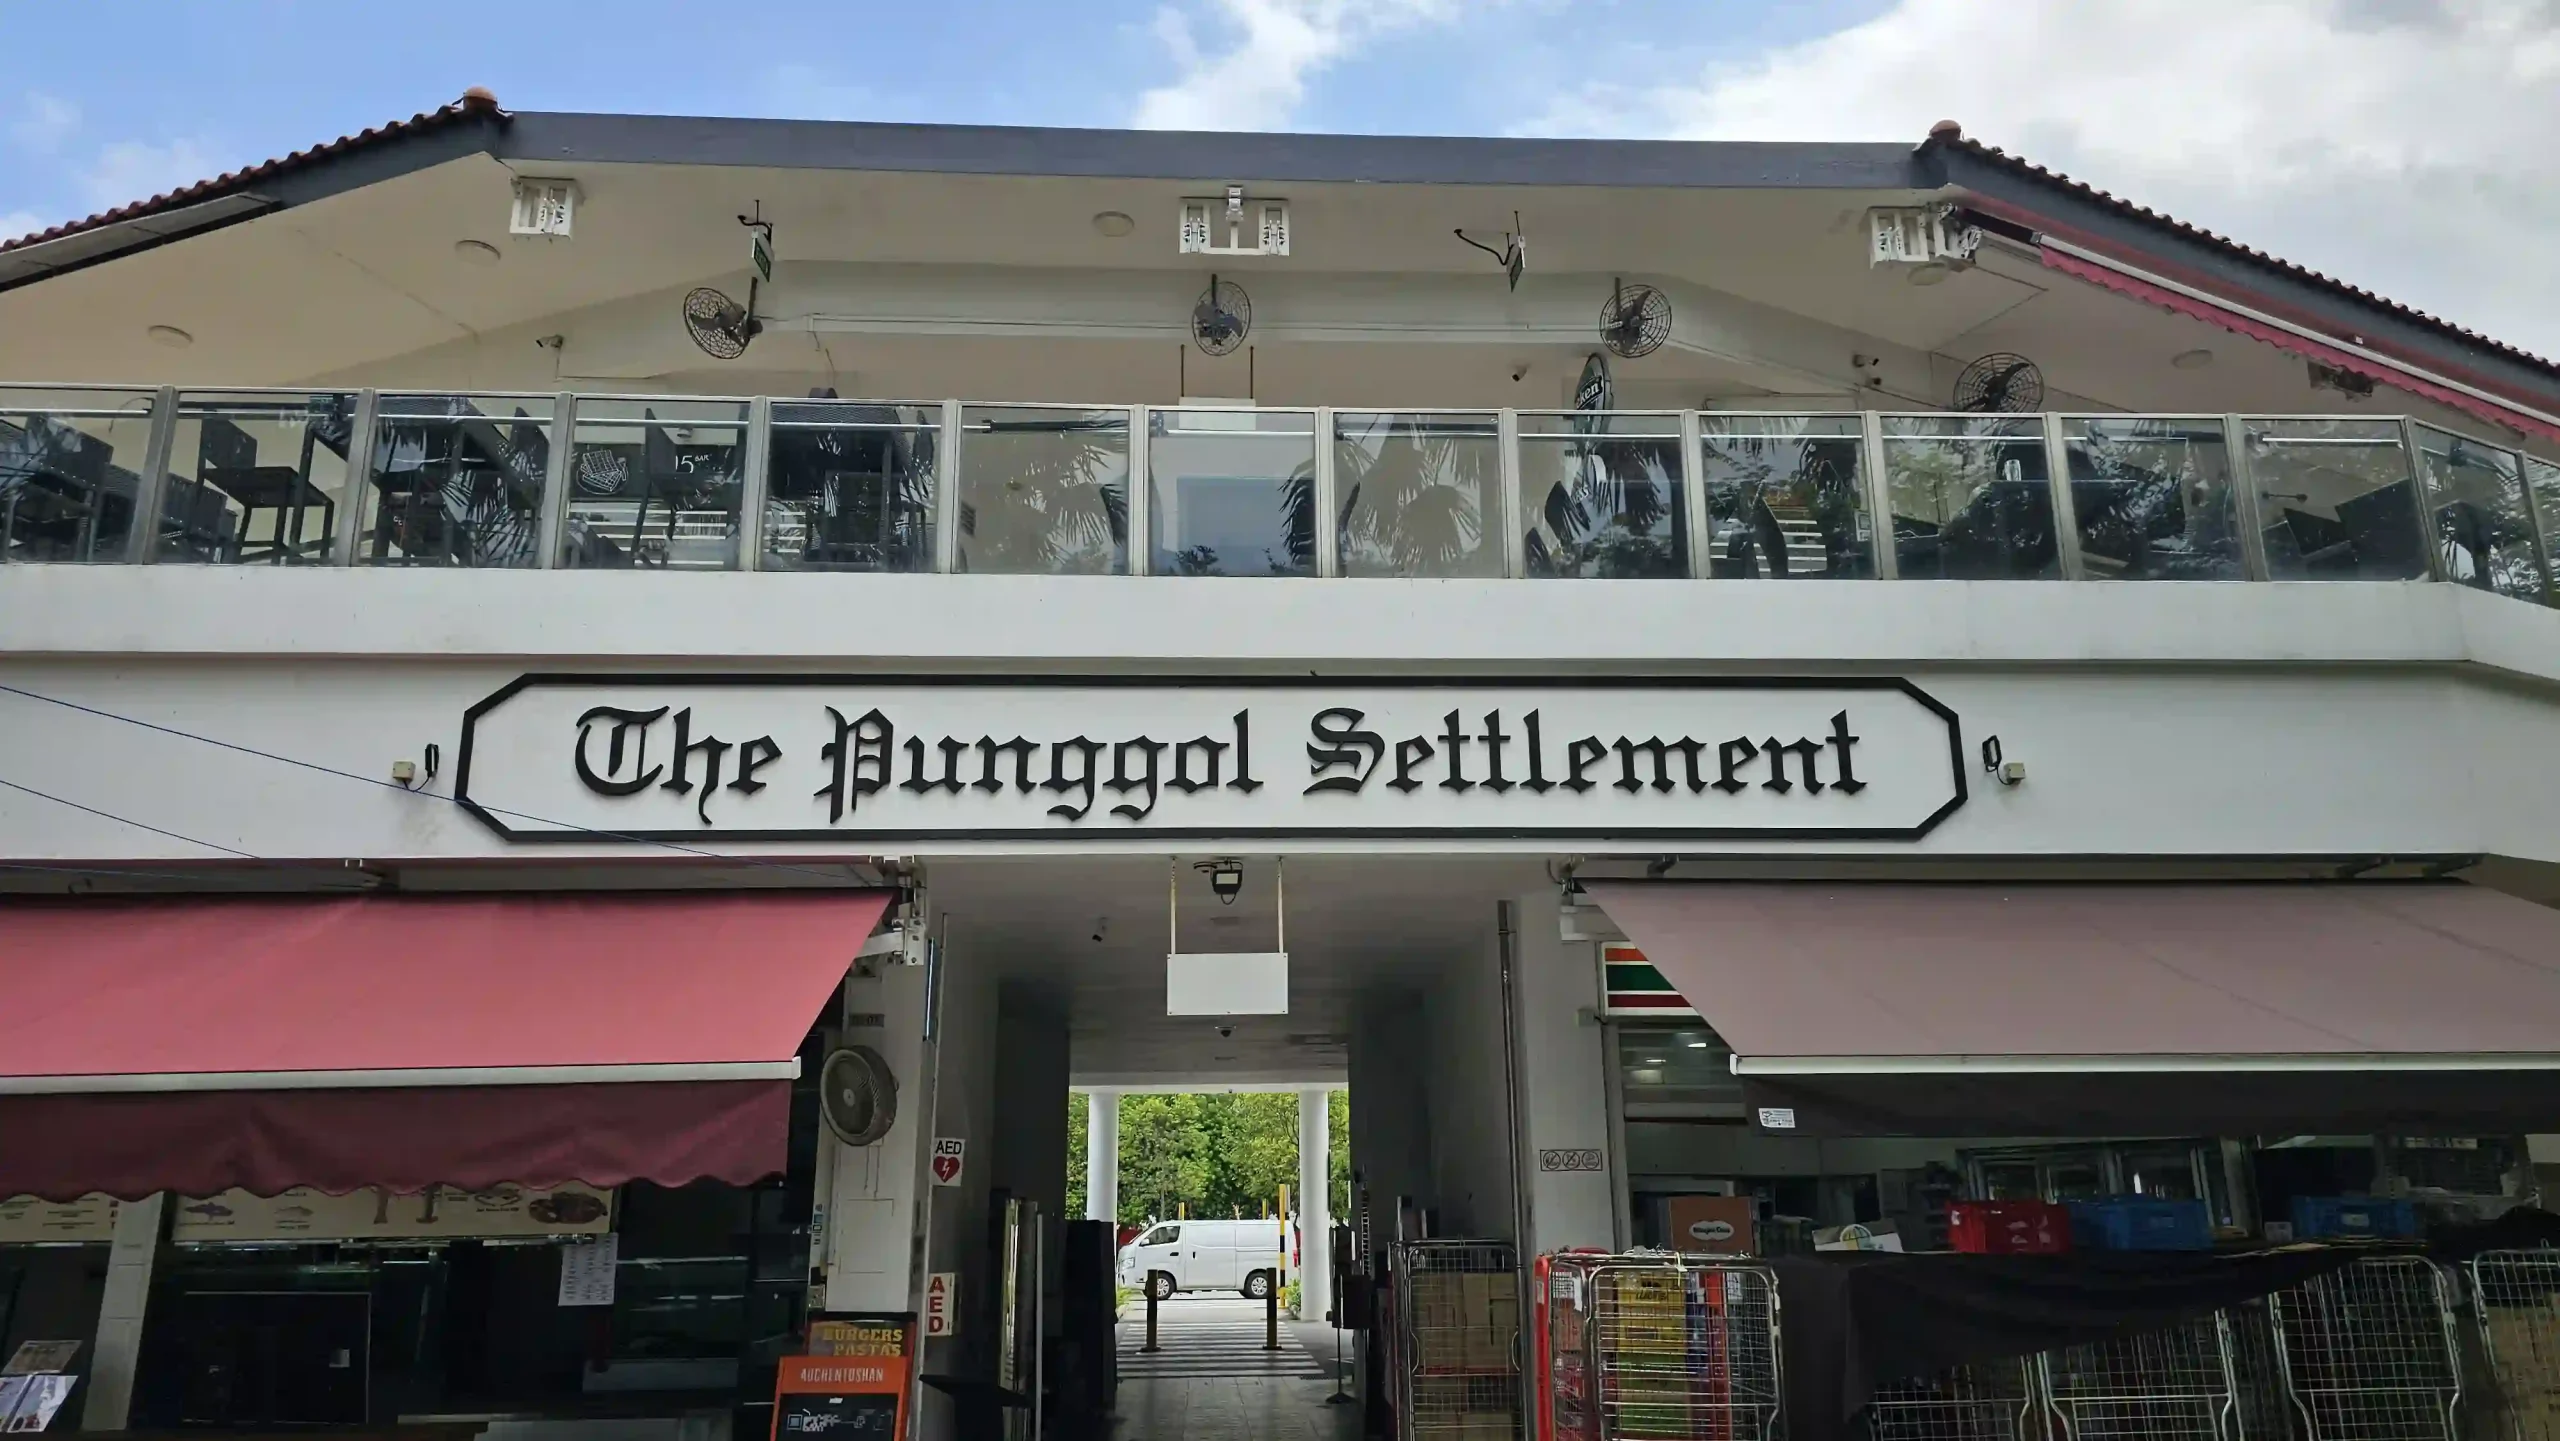 The Punggol Settlement
AED
AED
BURGERS
PASTAS
AUCHENTOSHAN